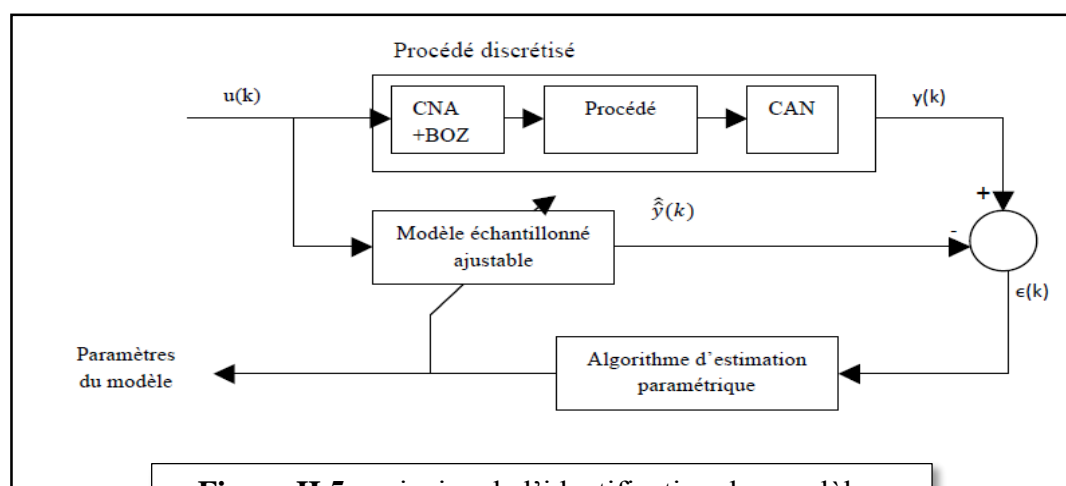 Procédé discrétisé
u(k)
CNA
+BOZ
Procédé
CAN
y(k)
+
-
ŷ̂(k)
Modèle échantillonné
ajustable
ϵ(k)
Paramètres
du modèle
Algorithme d'estimation
paramétrique